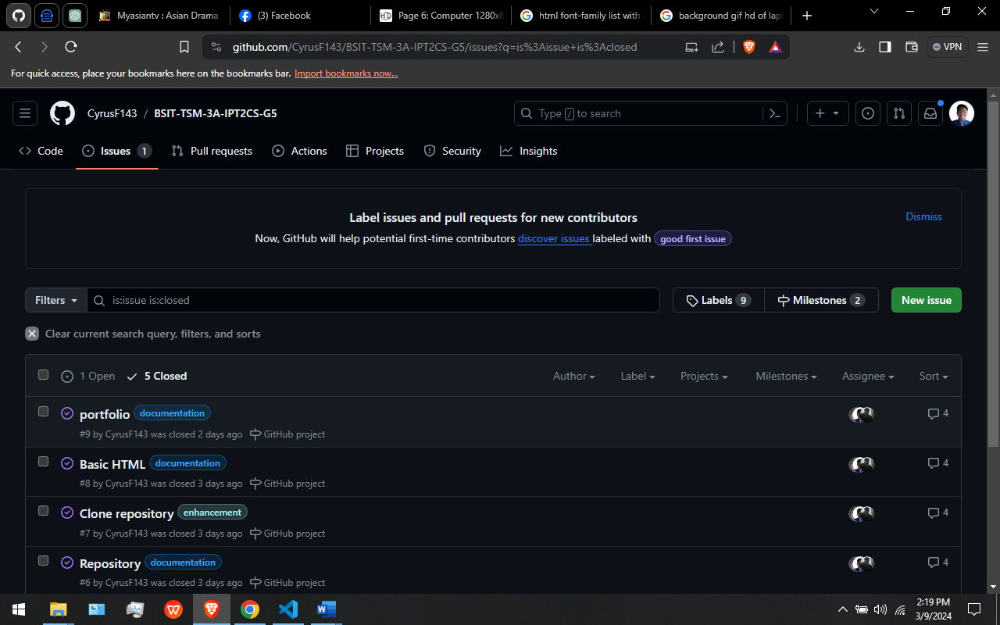 Myasiantv : Asian Drama
(3) Facebook
Page 6: Computer 1280x8
html font-family list with
background gif hd of lap
github.com/CyrusF143/BSIT-TSM-3A-IPT2CS-G5/issues?q=is%3Aissue+is%3Aclosed
VPN
For quick access, place your bookmarks here on the bookmarks bar. Import bookmarks now...
CyrusF143 / BSIT-TSM-3A-IPT2CS-G5
Type / to search
Code
Issues 1
Pull requests
Actions
Projects
Security
Insights
Label issues and pull requests for new contributors
Dismiss
Now, GitHub will help potential first-time contributors discover issues labeled with good first issue
Filters
is:issue is:closed
Labels 9
Milestones 2
New issue
Clear current search query, filters, and sorts
1 Open
5 Closed
Author
Label
Projects
Milestones
Assignee
Sort
portfolio documentation
4
#9 by CyrusF143 was closed 2 days ago GitHub project
Basic HTML documentation
4
#8 by CyrusF143 was closed 3 days ago GitHub project
Clone repository enhancement
4
#7 by CyrusF143 was closed 3 days ago GitHub project
Repository documentation
4
#6 by CyrusF143 was closed 3 days ago GitHub project
2:19 PM
3/9/2024